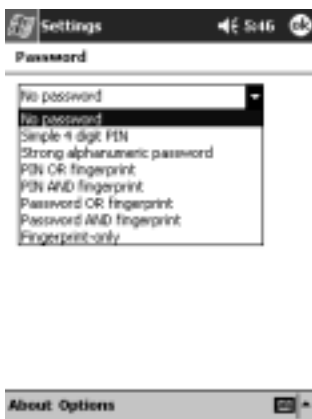 Settings 5:46 ok
Password
No password
No password
Simple 4 digit PIN
Strong alphanumeric password
PIN OR fingerprint
PIN AND fingerprint
Password OR fingerprint
Password AND fingerprint
Fingerprint-only
About Options